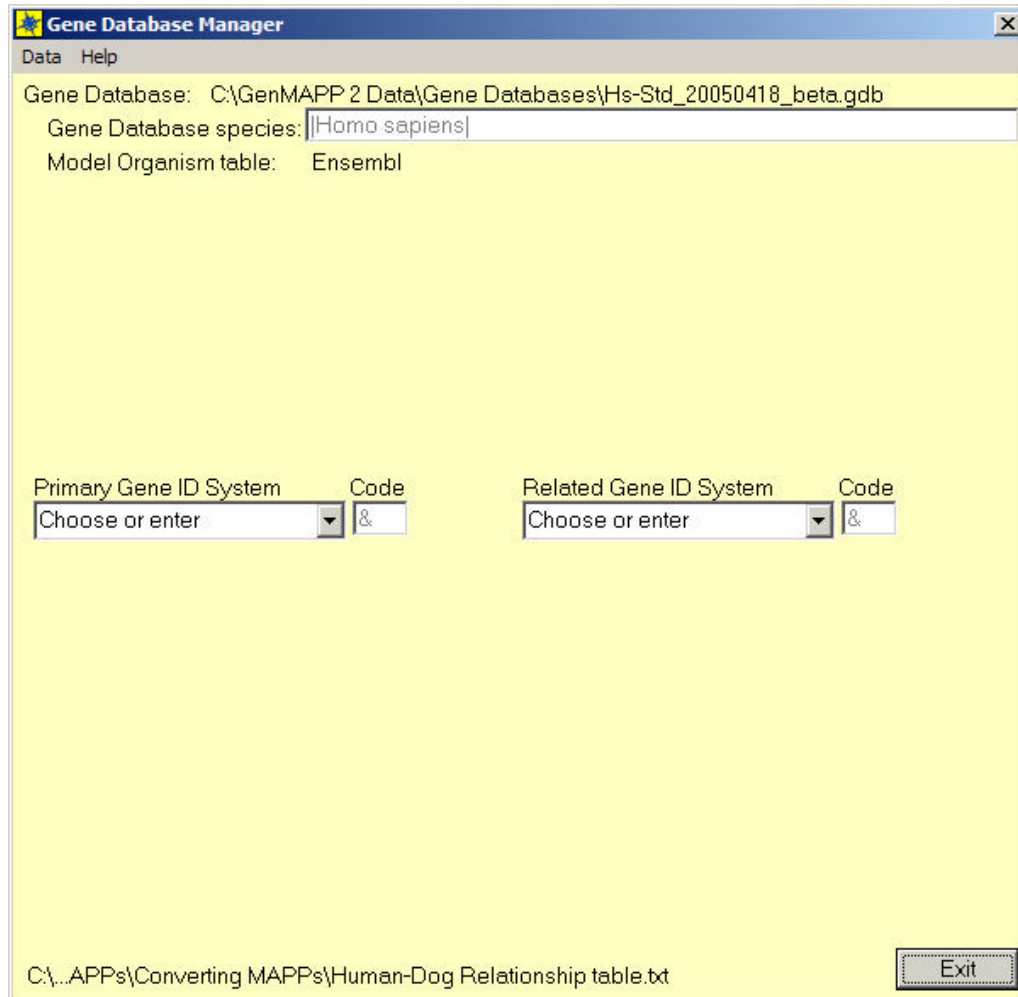 Gene Database Manager
Data Help
Gene Database: C:\GenMAPP 2 Data\Gene Databases\Hs-Std_20050418_beta.gdb
Gene Database species: |Homo sapiens|
Model Organism table: Ensembl
Primary Gene ID System Code Related Gene ID System Code
Choose or enter & Choose or enter &
C:\...APPs\Converting MAPPs\Human-Dog Relationship table.txt Exit